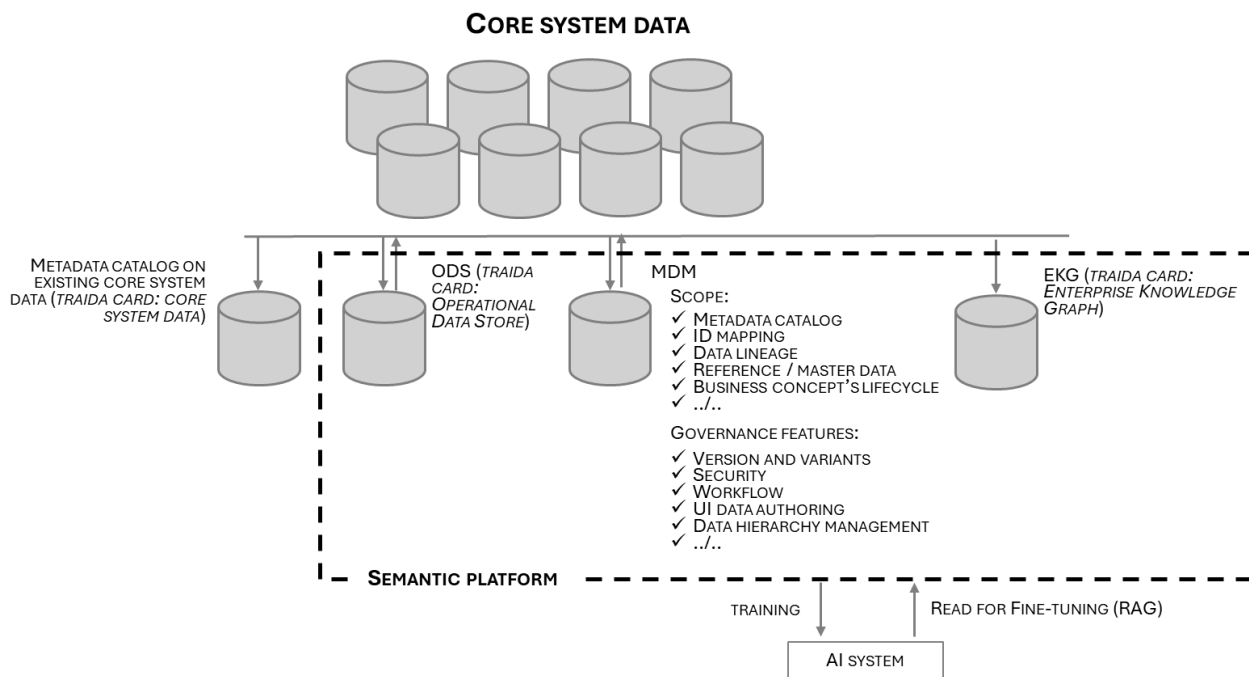 CORE SYSTEM DATA
METADATA CATALOG ON
EXISTING CORE SYSTEM
DATA (TRAIDA CARD: CORE
SYSTEM DATA)
ODS (TRAIDA
CARD:
OPERATIONAL
DATA STORE)
MDM
SCOPE:
✓ METADATA CATALOG
✓ ID MAPPING
✓ DATA LINEAGE
✓ REFERENCE / MASTER DATA
✓ BUSINESS CONCEPT'S LIFECYCLE
✓ ../..
GOVERNANCE FEATURES:
✓ VERSION AND VARIANTS
✓ SECURITY
✓ WORKFLOW
✓ UI DATA AUTHORING
✓ DATA HIERARCHY MANAGEMENT
✓ ../..
EKG (TRAIDA CARD:
ENTERPRISE KNOWLEDGE
GRAPH)
SEMANTIC PLATFORM
TRAINING
READ FOR FINE-TUNING (RAG)
AI SYSTEM